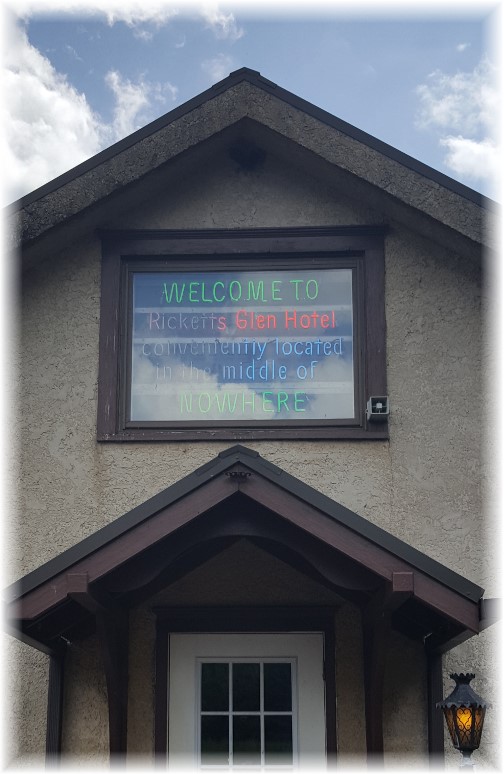 WELCOME TO
Ricketts Glen Hotel
conveniently located
in the middle of
NOWHERE